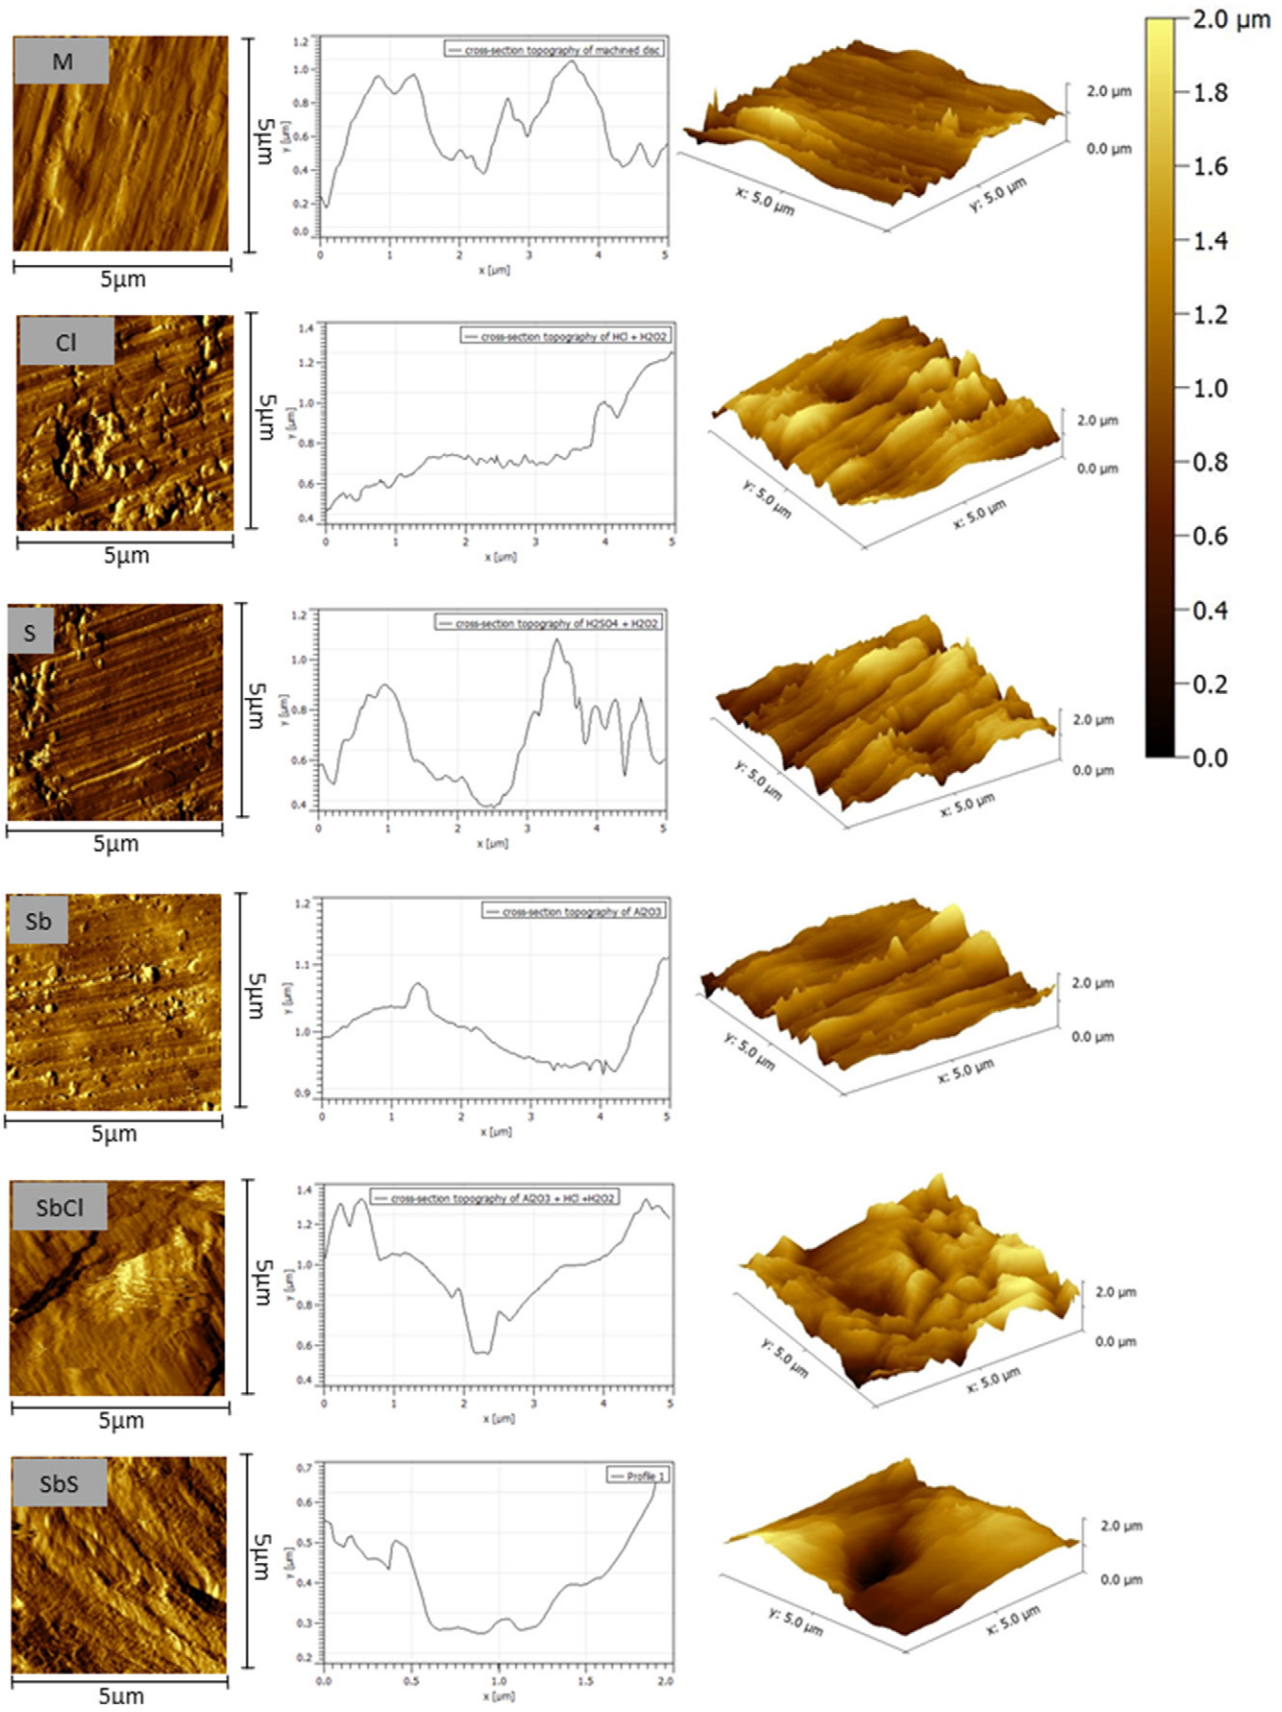 M
5μm
5μm
1.2
1.0
0.8
0.6
0.4
0.2
0.0
y [μm]
cross-section topography of machined disc
0 1 2 3 4 5
x [μm]
2.0 μm
0.0 μm
x: 5.0 μm
y: 5.0 μm
2.0 μm
1.8
1.6
1.4
1.2
1.0
0.8
0.6
0.4
0.2
0.0
Cl
5μm
5μm
1.4
1.2
1.0
0.8
0.6
0.4
y [μm]
cross-section topography of HCl + H2O2
0 1 2 3 4 5
x [μm]
2.0 μm
0.0 μm
y: 5.0 μm
x: 5.0 μm
S
5μm
5μm
1.2
1.0
0.8
0.6
0.4
y [μm]
cross-section topography of H2SO4 + H2O2
0 1 2 3 4 5
x [μm]
2.0 μm
0.0 μm
y: 5.0 μm
x: 5.0 μm
Sb
5μm
5μm
1.2
1.1
1.0
0.9
y [μm]
cross-section topography of Al2O3
0 1 2 3 4 5
x [μm]
2.0 μm
0.0 μm
y: 5.0 μm
x: 5.0 μm
SbCl
5μm
5μm
1.4
1.2
1.0
0.8
0.6
0.4
y [μm]
cross-section topography of Al2O3 + HCl +H2O2
0 1 2 3 4 5
x [μm]
2.0 μm
0.0 μm
y: 5.0 μm
x: 5.0 μm
SbS
5μm
5μm
0.7
0.6
0.5
0.4
0.3
0.2
y [μm]
Profile 1
0.0 0.5 1.0 1.5 2.0
x [μm]
2.0 μm
0.0 μm
y: 5.0 μm
x: 5.0 μm